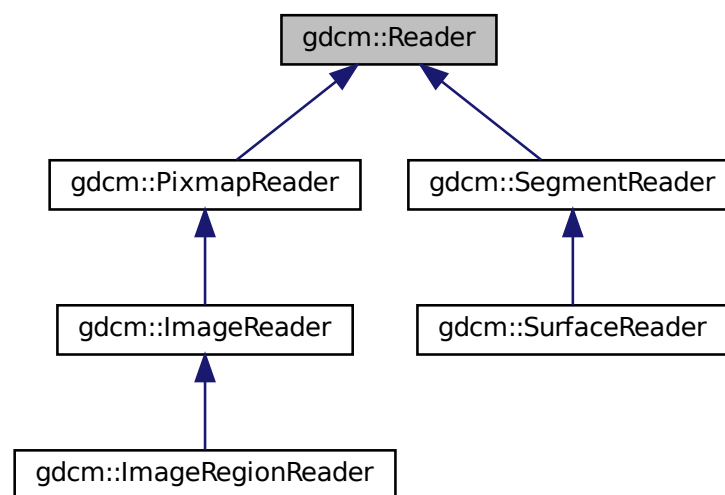 gdcm::Reader
gdcm::PixmapReader
gdcm::SegmentReader
gdcm::ImageReader
gdcm::SurfaceReader
gdcm::ImageRegionReader